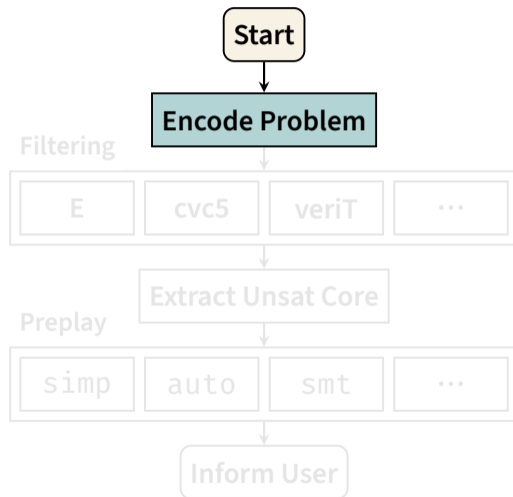 Start
Encode Problem
Filtering
E cvc5 veriT ...
Extract Unsat Core
Preplay
simp auto smt ...
Inform User